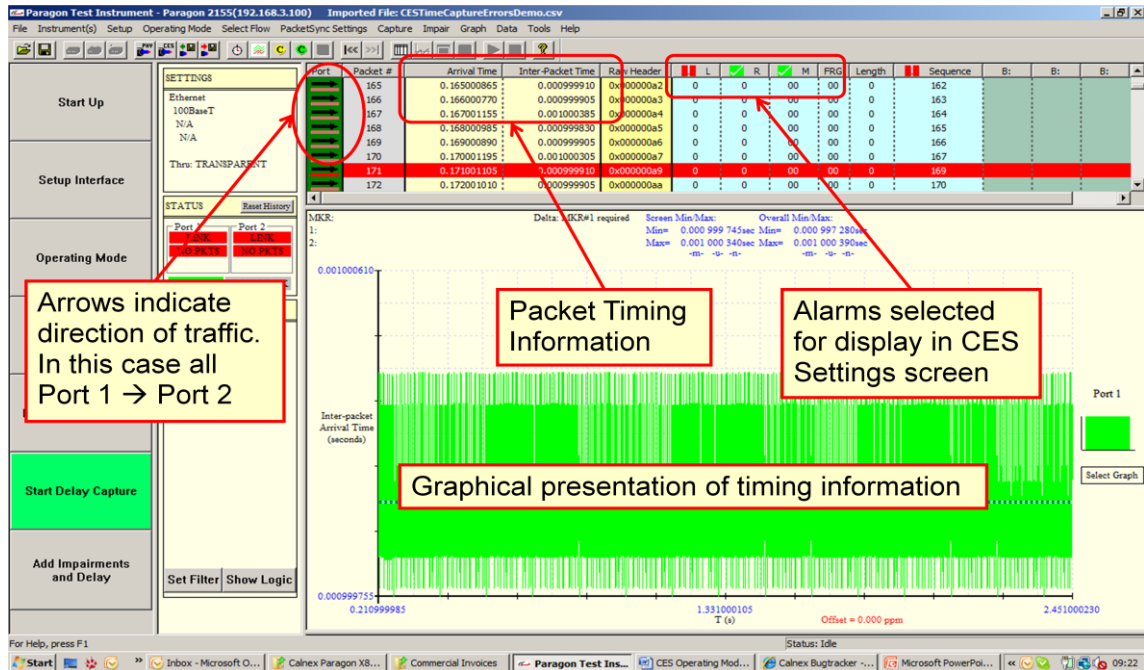 Paragon Test Instrument - Paragon 2155(192.168.3.100) Imported File: CESTimeCaptureErrorsDemo.csv
File Instrument(s) Setup Operating Mode Select Flow PacketSync Settings Capture Impair Graph Data Tools Help
Start Up
Setup Interface
Operating Mode
Start Delay Capture
Add Impairments
and Delay
SETTINGS
Ethernet
100BaseT
N/A
N/A
Thru: TRANSPARENT
STATUS Reset History
Port 1 Port 2
LINK LINK
NO PKTS NO PKTS
Set Filter Show Logic
Port Packet # Arrival Time Inter-Packet Time Raw Header L R M FRG Length Sequence B: B: B:
165 0.165000865 0.000999910 0x000000a2 0 0 00 00 0 162
166 0.166000770 0.000999905 0x000000a3 0 0 00 00 0 163
167 0.167001155 0.001000385 0x000000a4 0 0 00 00 0 164
168 0.168000985 0.000999830 0x000000a5 0 0 00 00 0 165
169 0.169000890 0.000999905 0x000000a6 0 0 00 00 0 166
170 0.170001195 0.001000305 0x000000a7 0 0 00 00 0 167
171 0.171001105 0.000999910 0x000000a9 0 0 00 00 0 169
172 0.172001010 0.000999905 0x000000aa 0 0 00 00 0 170
MKR: Delta: MKR#1 required Screen Min/Max: Overall Min/Max:
1: Min= 0.000 999 745sec Min= 0.000 997 280sec
2: Max= 0.001 000 340sec Max= 0.001 000 390sec
-m- -u- -n- -m- -u- -n-
Arrows indicate
direction of traffic.
In this case all
Port 1 → Port 2
Packet Timing
Information
Alarms selected
for display in CES
Settings screen
0.001000610
Inter-packet
Arrival Time
(seconds)
Graphical presentation of timing information
0.000999755
0.210999985 1.331000105 2.451000230
T (s) Offset = 0.000 ppm
Port 1
Select Graph
For Help, press F1 Status: Idle
Start Inbox - Microsoft O... Calnex Paragon X8... Commercial Invoices Paragon Test Ins... CES Operating Mod... Calnex Bugtracker -... Microsoft PowerPoi... 09:22